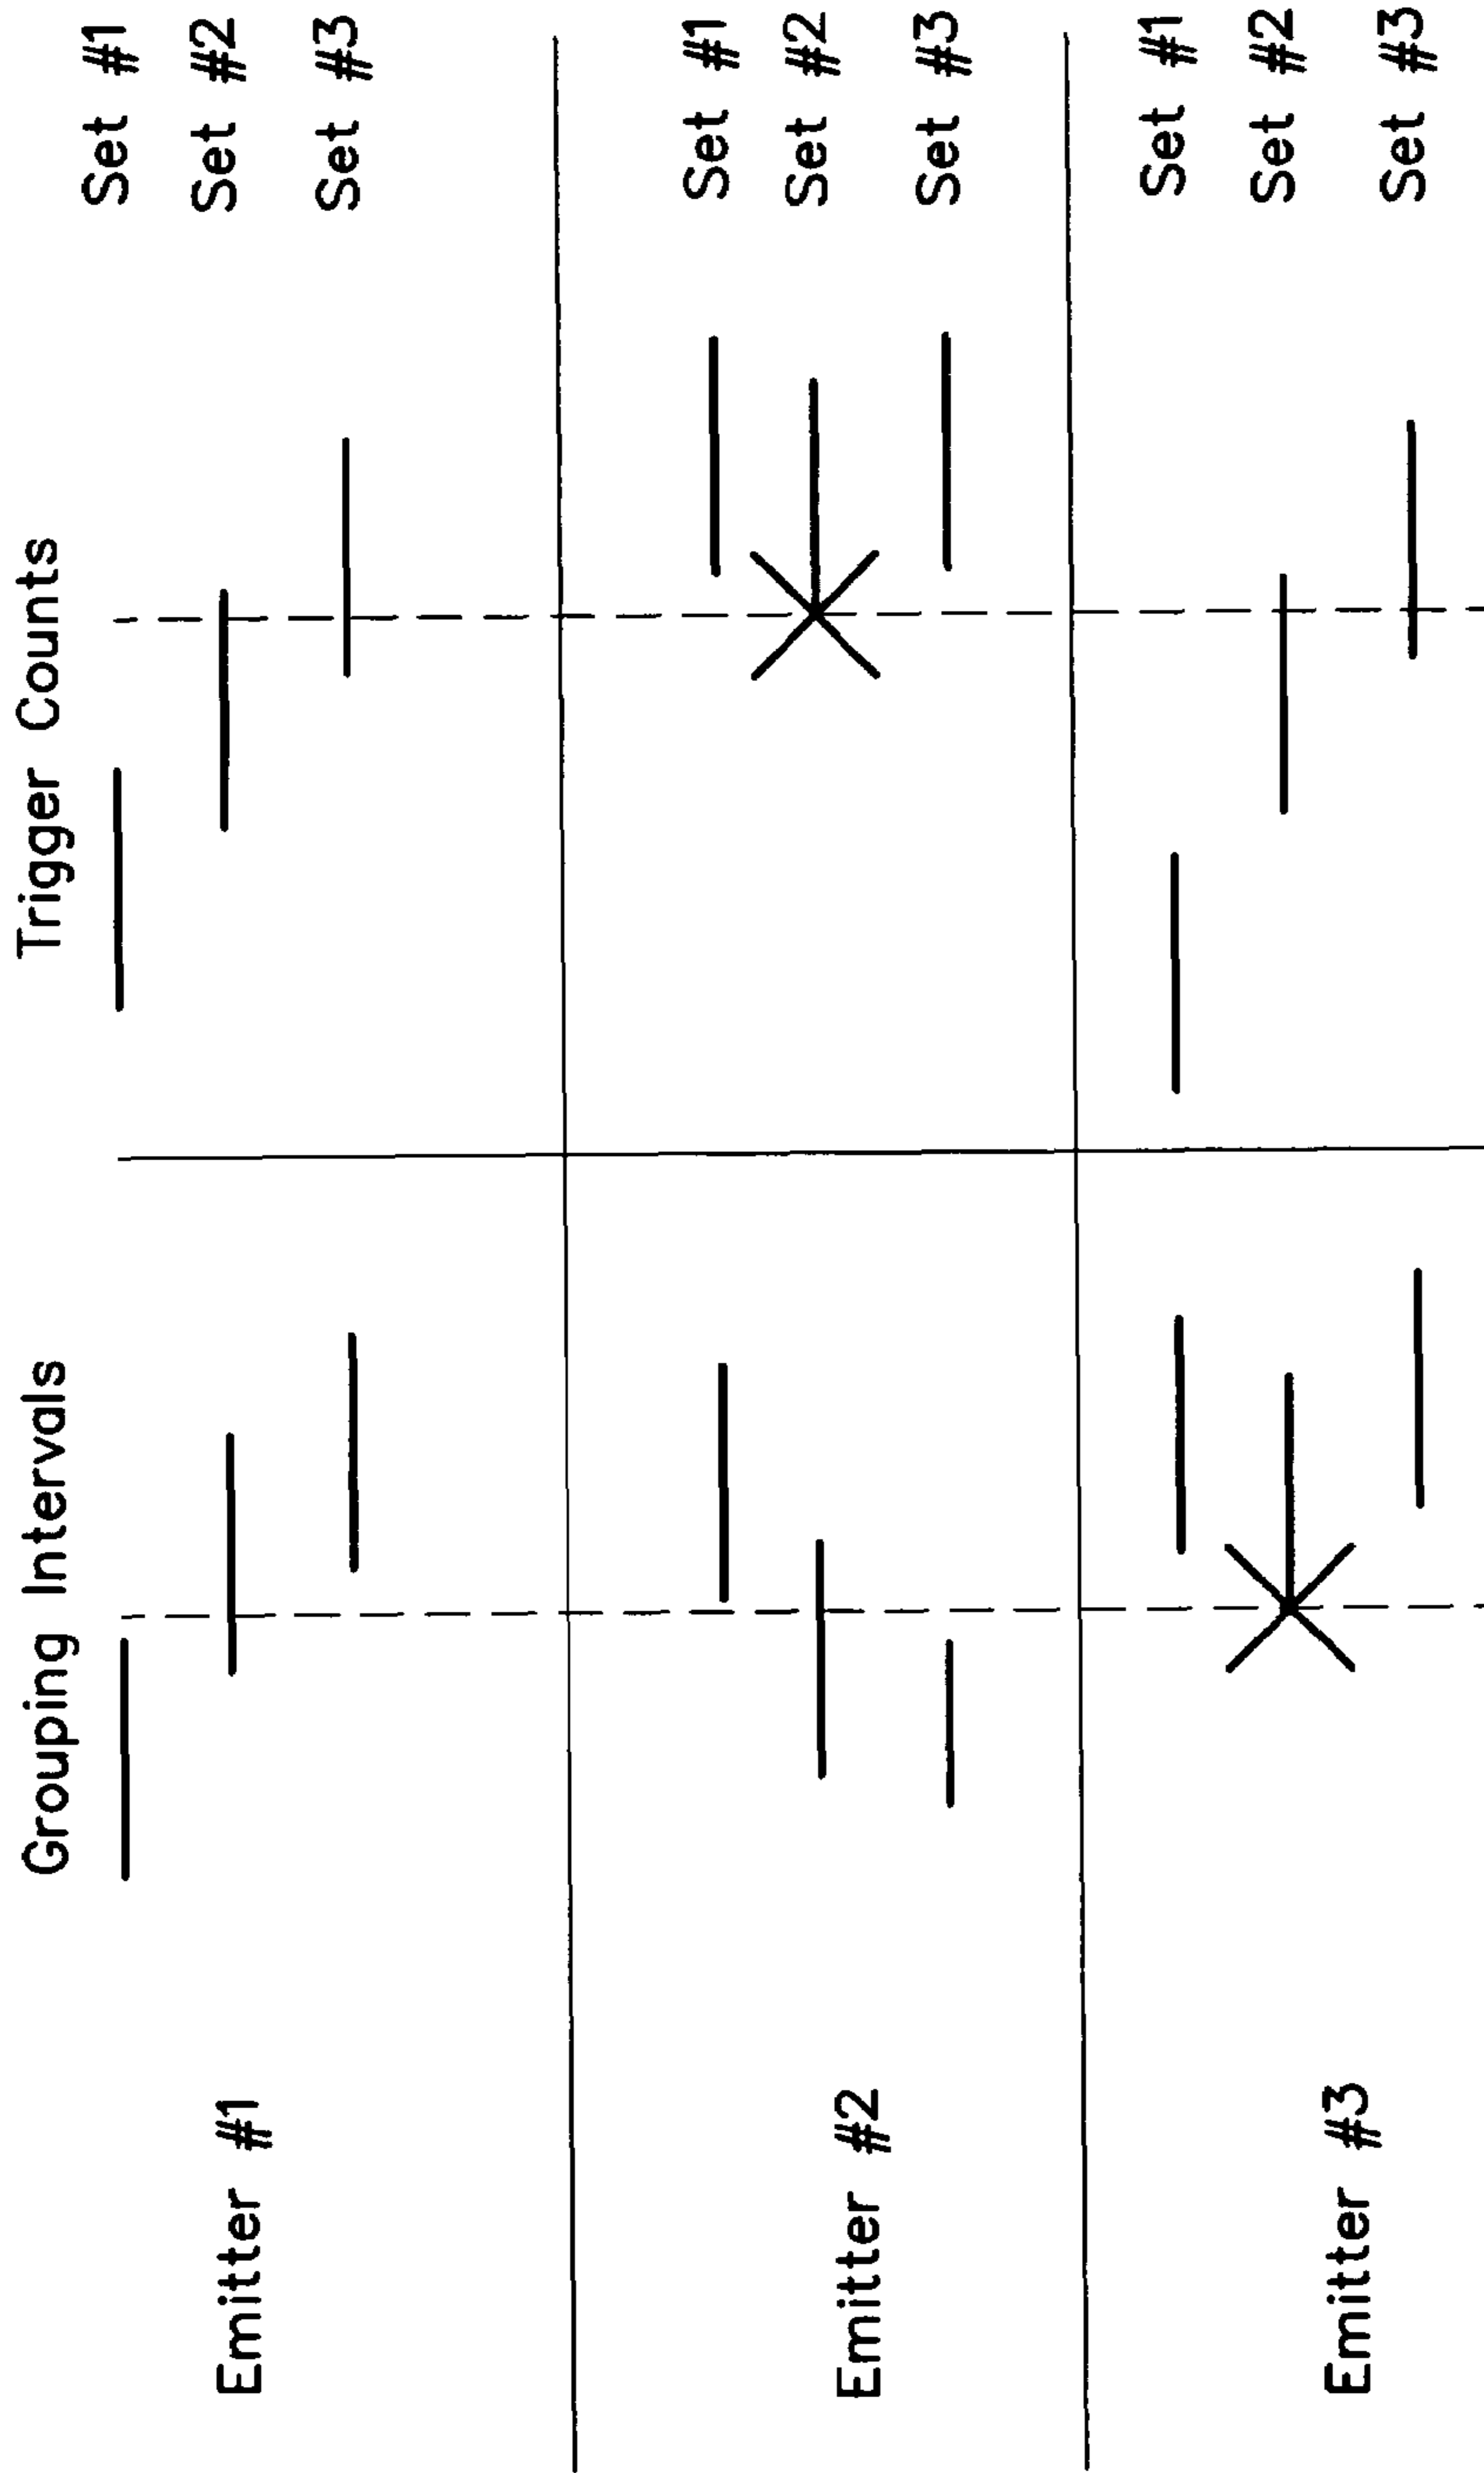 Grouping Intervals
Trigger Counts
Emitter #1
Set #1
Set #2
Set #3
Emitter #2
Set #1
Set #2
Set #3
Emitter #3
Set #1
Set #2
Set #3